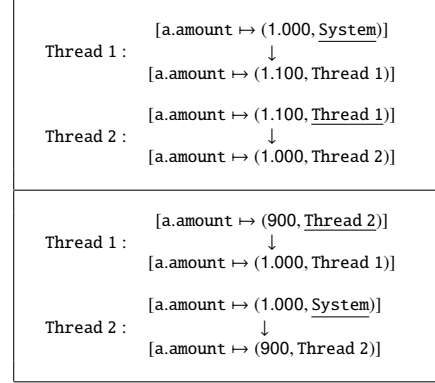 [a.amount ↦ (1.000, System)]
Thread 1 : ↓
[a.amount ↦ (1.100, Thread 1)]
[a.amount ↦ (1.100, Thread 1)]
Thread 2 : ↓
[a.amount ↦ (1.000, Thread 2)]
[a.amount ↦ (900, Thread 2)]
Thread 1 : ↓
[a.amount ↦ (1.000, Thread 1)]
[a.amount ↦ (1.000, System)]
Thread 2 : ↓
[a.amount ↦ (900, Thread 2)]